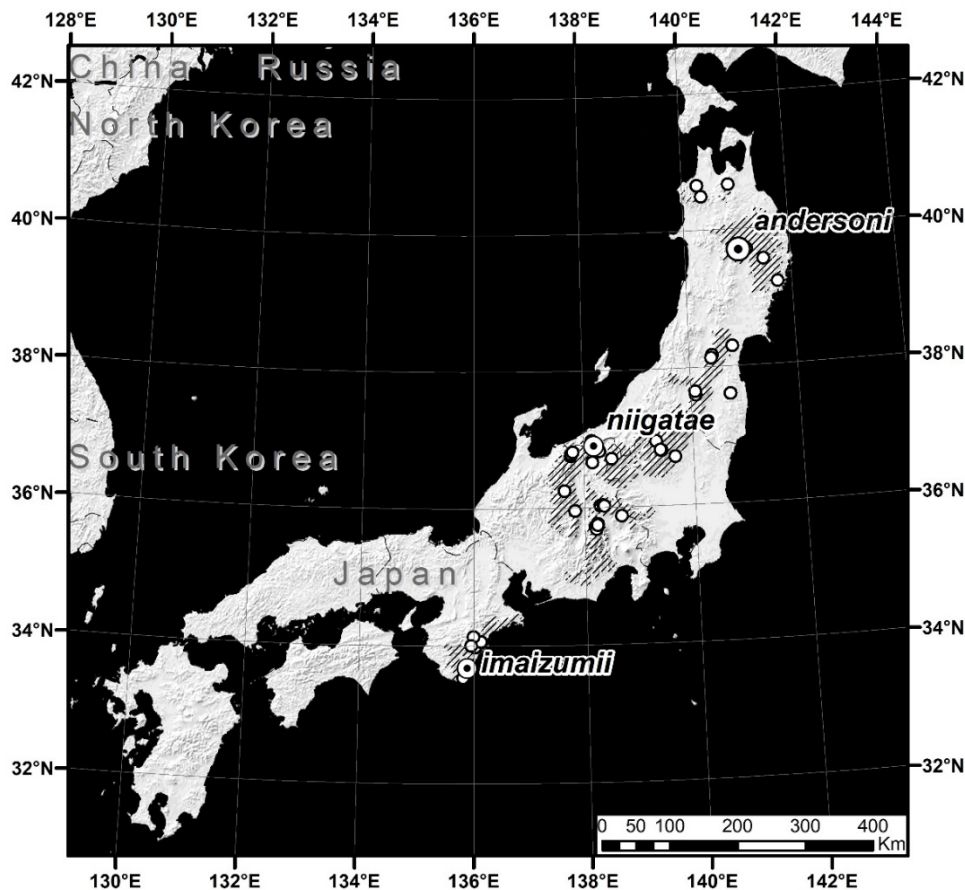 128°E 130°E 132°E 134°E 136°E 138°E 140°E 142°E 144°E
China Russia
42°N 42°N
North Korea
40°N 40°N
andersoni
38°N 38°N
niigatae
South Korea
36°N 36°N
Japan
34°N 34°N
imaizumii
32°N 32°N
0 50 100 200 300 400
Km
130°E 132°E 134°E 136°E 138°E 140°E 142°E